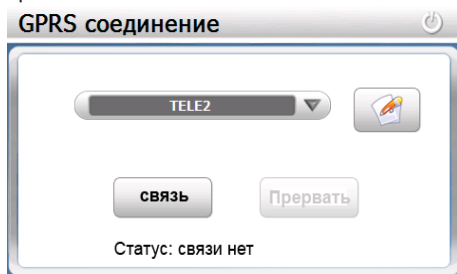 GPRS соединение
TELE2
связь
Прервать
Статус: связи нет